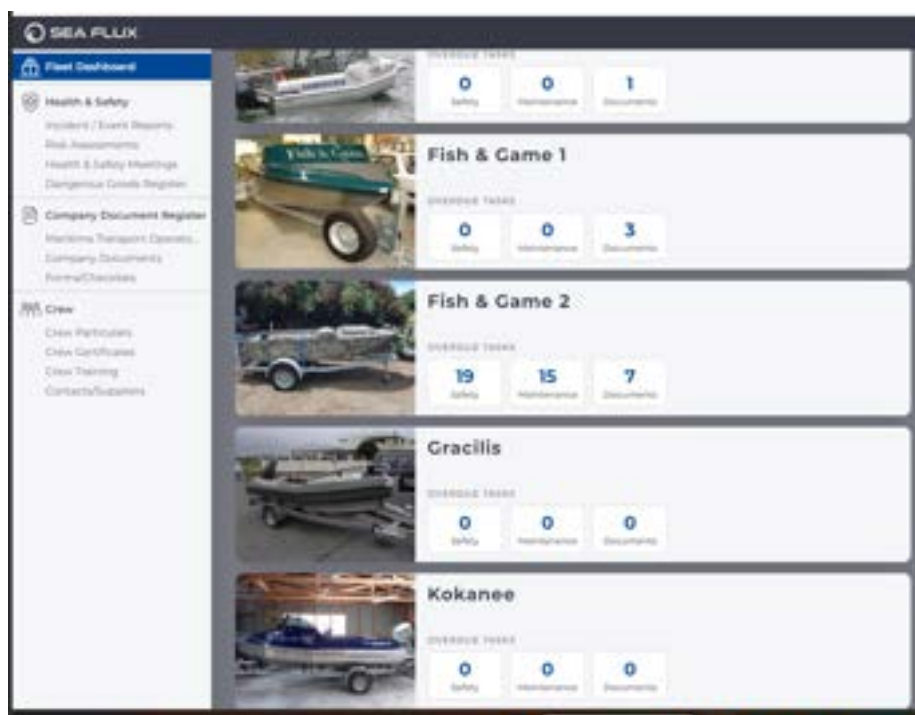 SEA FLUX
Fleet Dashboard
Health & Safety
Incident / Event Reports
Risk Assessments
Health & Safety Meetings
Dangerous Goods Register
Company Document Register
Maritime Transport Operato...
Company Documents
Forms/Checklists
Crew
Crew Particulars
Crew Certificates
Crew Training
Contacts/Suppliers
OVERDUE TASKS
0 0 1
Safety Maintenance Documents
Fish & Game 1
OVERDUE TASKS
0 0 3
Safety Maintenance Documents
Fish & Game 2
OVERDUE TASKS
19 15 7
Safety Maintenance Documents
Gracilis
OVERDUE TASKS
0 0 0
Safety Maintenance Documents
Kokanee
OVERDUE TASKS
0 0 0
Safety Maintenance Documents
Fish & Game